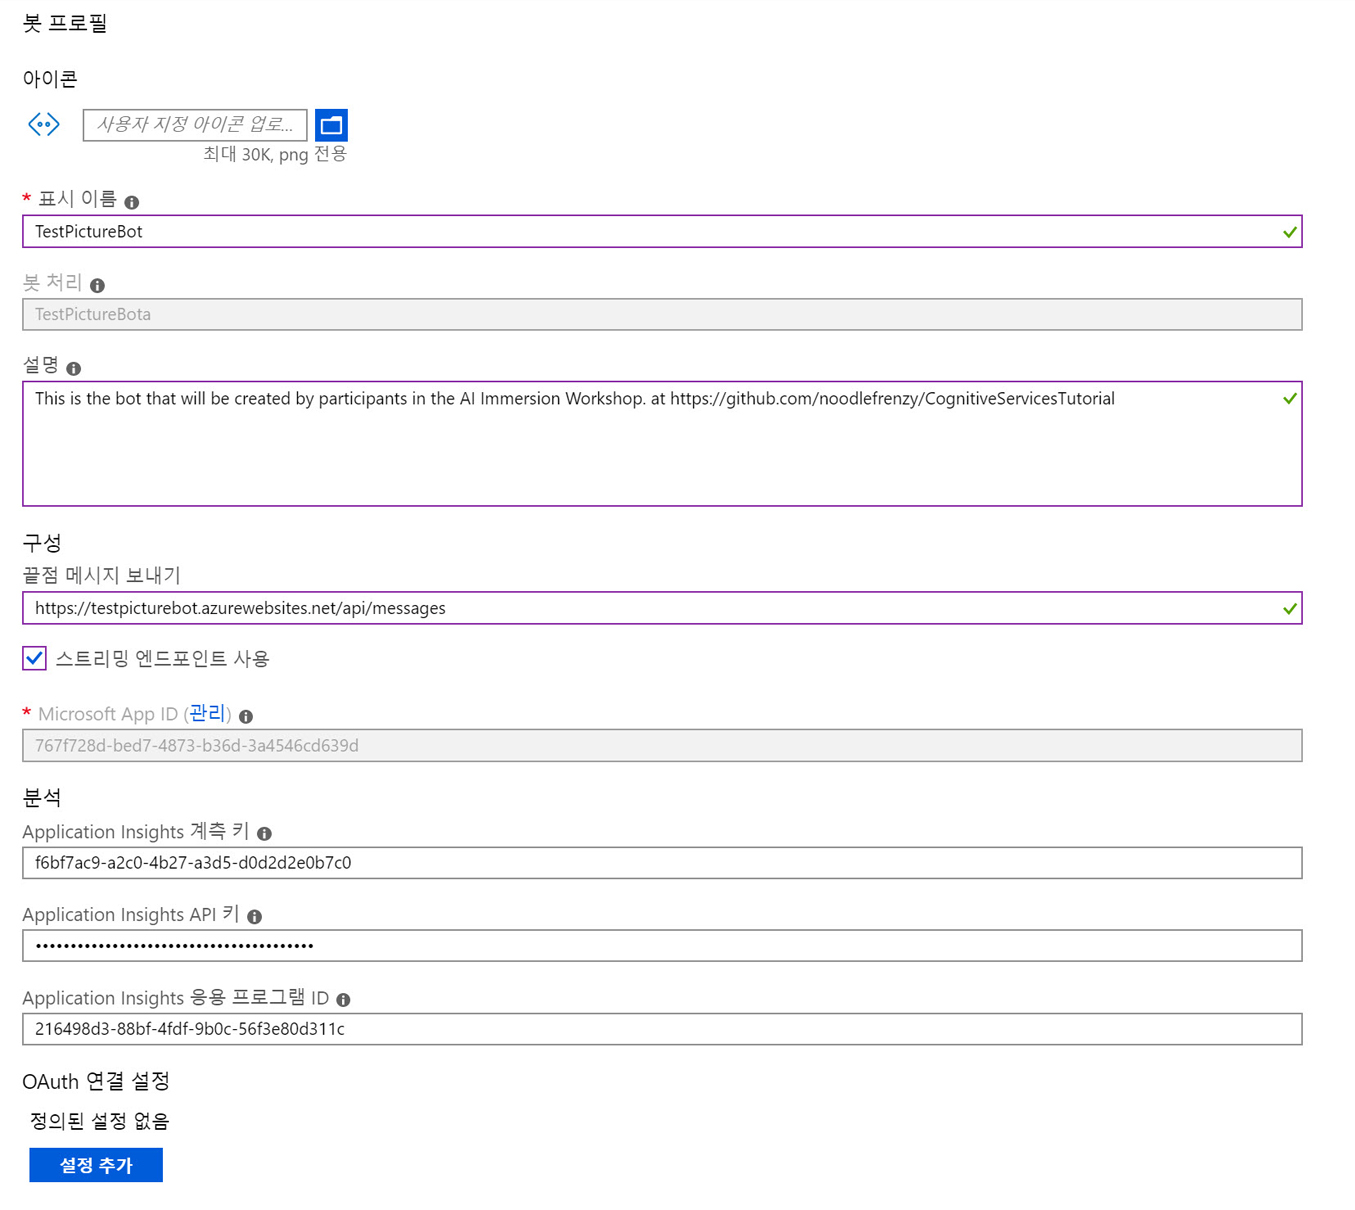 봇 프로필
아이콘
사용자 지정 아이콘 업로...
최대 30K, png 전용
* 표시 이름
TestPictureBot
봇 처리
TestPictureBota
설명
This is the bot that will be created by participants in the AI Immersion Workshop. at https://github.com/noodlefrenzy/CognitiveServicesTutorial
구성
끝점 메시지 보내기
https://testpicturebot.azurewebsites.net/api/messages
스트리밍 엔드포인트 사용
* Microsoft App ID (관리)
767f728d-bed7-4873-b36d-3a4546cd639d
분석
Application Insights 계측 키
f6bf7ac9-a2c0-4b27-a3d5-d0d2d2e0b7c0
Application Insights API 키
••••••••••••••••••••••••••••••••••••••••
Application Insights 응용 프로그램 ID
216498d3-88bf-4fdf-9b0c-56f3e80d311c
OAuth 연결 설정
정의된 설정 없음
설정 추가